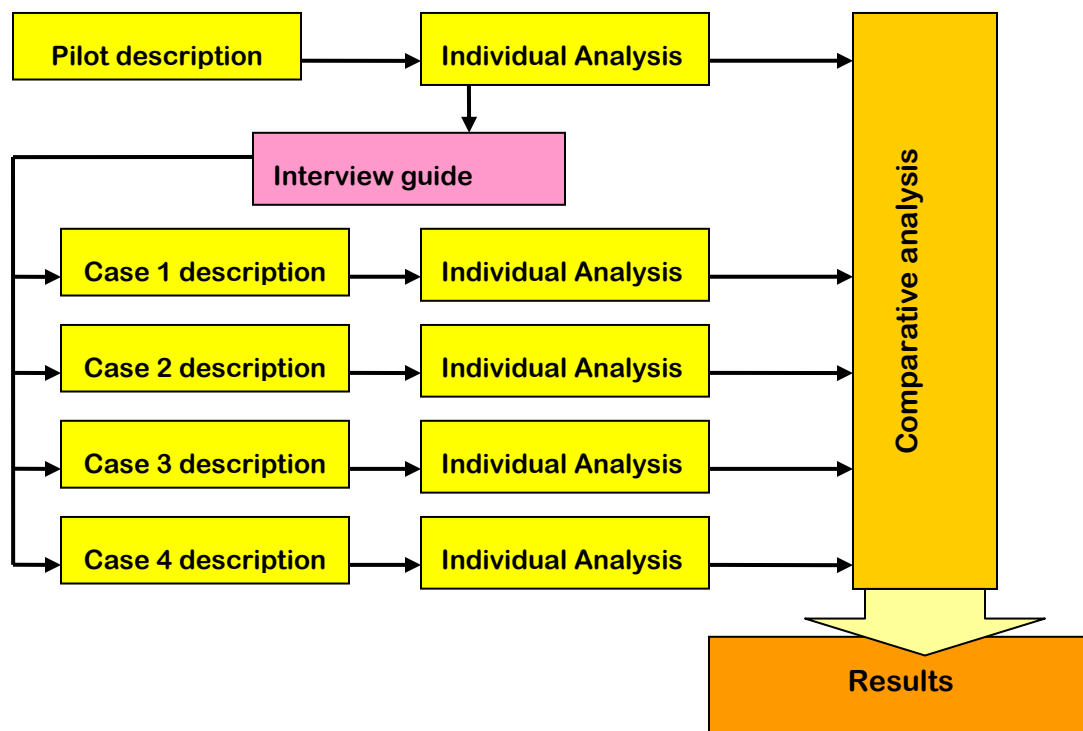 Pilot description
Individual Analysis
Interview guide
Case 1 description
Individual Analysis
Case 2 description
Individual Analysis
Case 3 description
Individual Analysis
Case 4 description
Individual Analysis
Comparative analysis
Results